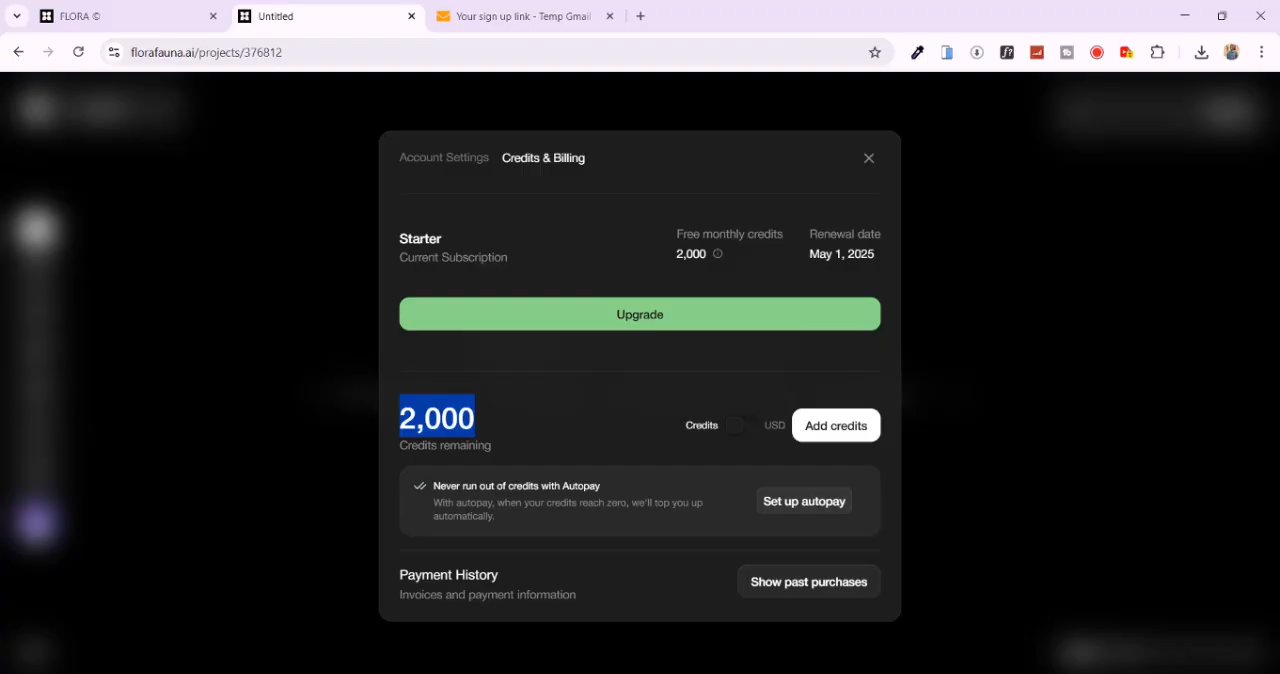 FLORA ©
Untitled
Your sign up link - Temp Gmail
florafauna.ai/projects/376812
Account Settings
Credits & Billing
Starter
Current Subscription
Free monthly credits
2,000
Renewal date
May 1, 2025
Upgrade
2,000
Credits remaining
Credits
USD
Add credits
Never run out of credits with Autopay
With autopay, when your credits reach zero, we'll top you up
automatically.
Set up autopay
Payment History
Invoices and payment information
Show past purchases